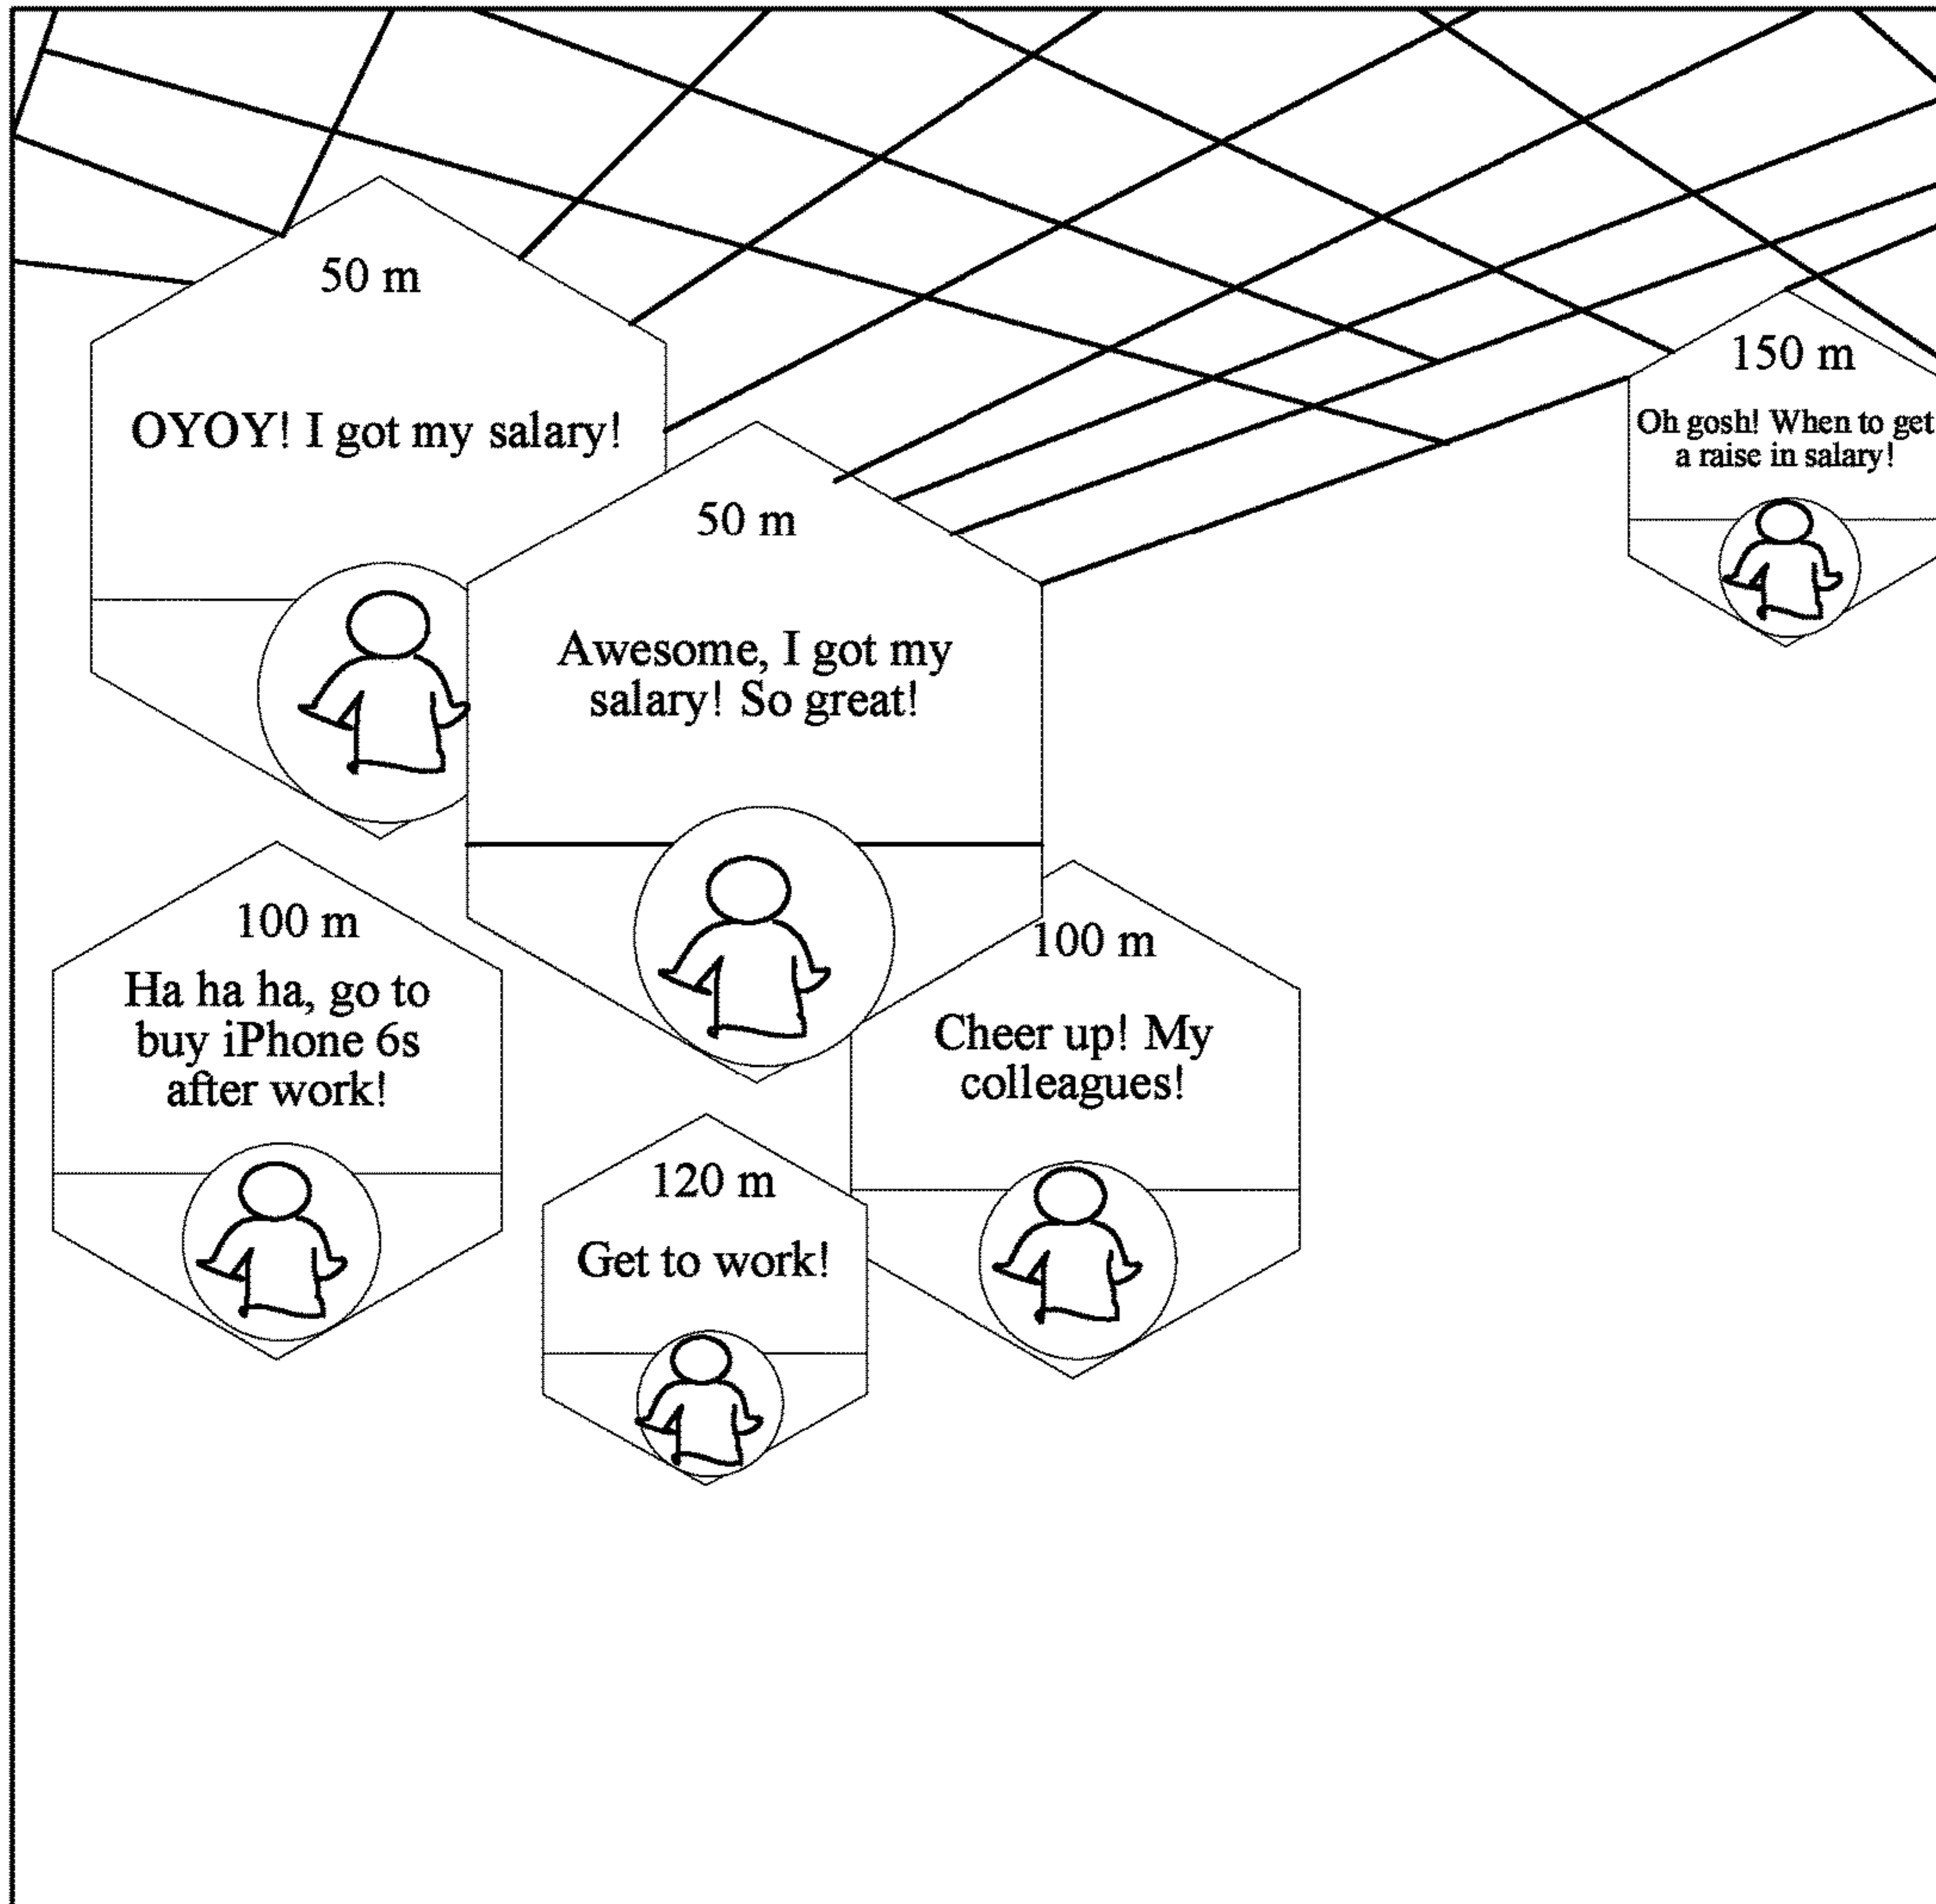 50 m
OYOY! I got my salary!
50 m
Awesome, I got my
salary! So great!
150 m
Oh gosh! When to get
a raise in salary!
100 m
Ha ha ha, go to
buy iPhone 6s
after work!
100 m
Cheer up! My
colleagues!
120 m
Get to work!